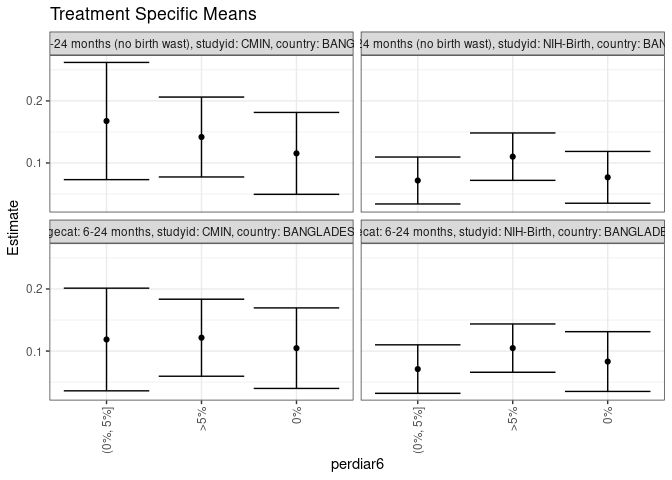 Treatment Specific Means
-24 months (no birth wast), studyid: CMIN, country: BANG
24 months (no birth wast), studyid: NIH-Birth, country: BAN
0.2
0.1
gecat: 6-24 months, studyid: CMIN, country: BANGLADES
ecat: 6-24 months, studyid: NIH-Birth, country: BANGLADE
0.2
0.1
Estimate
(0%, 5%]
>5%
0%
(0%, 5%]
>5%
0%
perdiar6